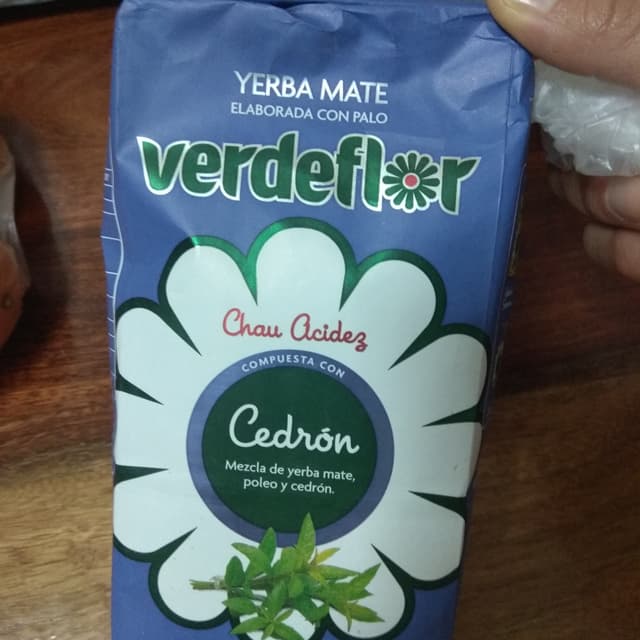 YERBA MATE
ELABORADA CON PALO
verdeflor
Chau Acidez
COMPUESTA CON
Cedrón
Mezcla de yerba mate,
poleo y cedrón.